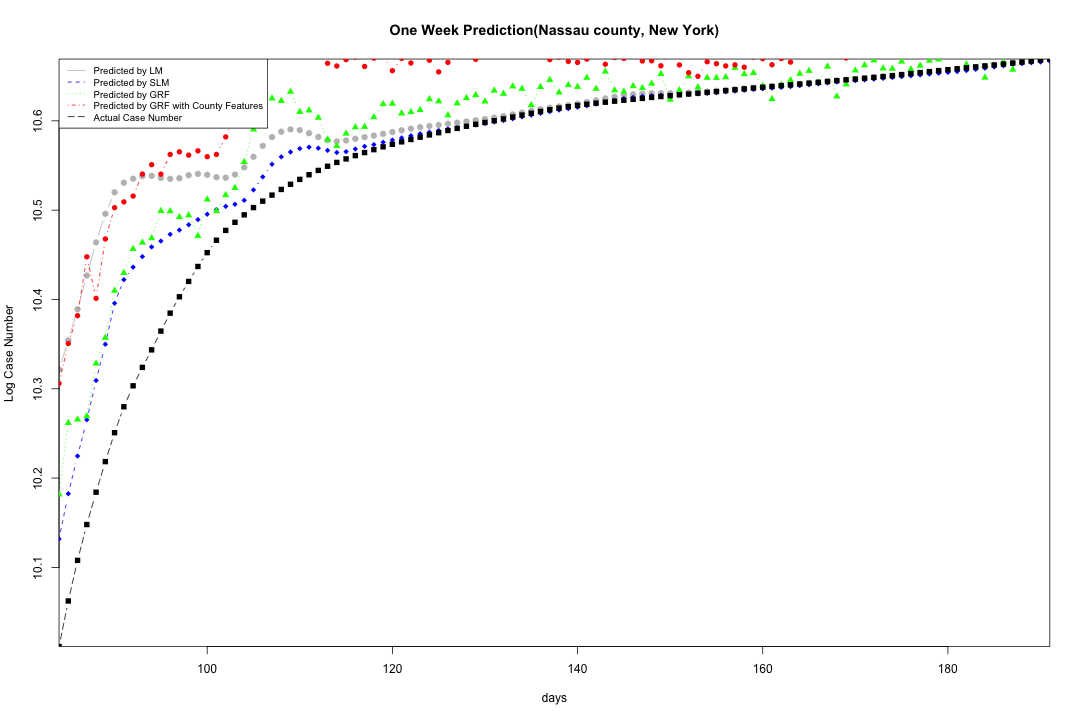 One Week Prediction(Nassau county, New York)
Predicted by LM
Predicted by SLM
Predicted by GRF
Predicted by GRF with County Features
Actual Case Number
Log Case Number
10.6
10.5
10.4
10.3
10.2
10.1
100 120 140 160 180
days